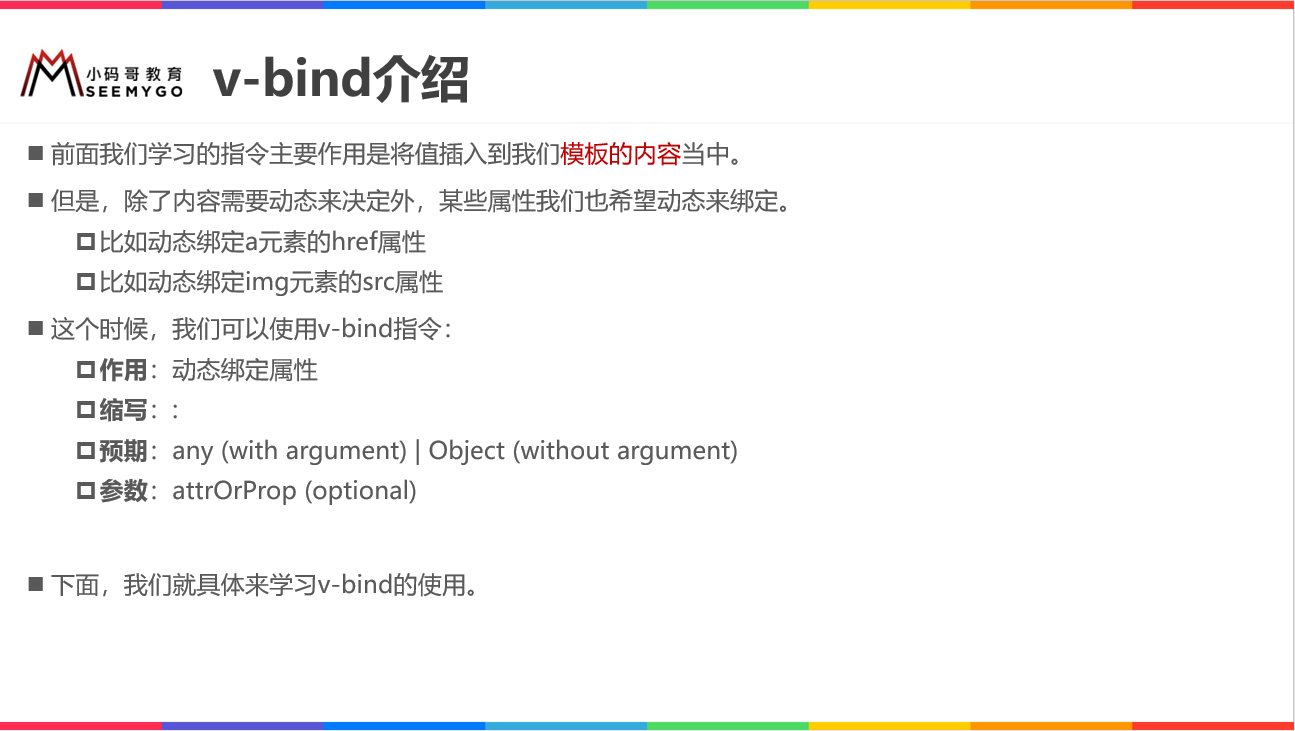 小码哥教育
SEEMYGO
v-bind介绍
前面我们学习的指令主要作用是将值插入到我们模板的内容当中。
但是，除了内容需要动态来决定外，某些属性我们也希望动态来绑定。
比如动态绑定a元素的href属性
比如动态绑定img元素的src属性
这个时候，我们可以使用v-bind指令：
作用：动态绑定属性
缩写：:
预期：any (with argument) | Object (without argument)
参数：attrOrProp (optional)
下面，我们就具体来学习v-bind的使用。